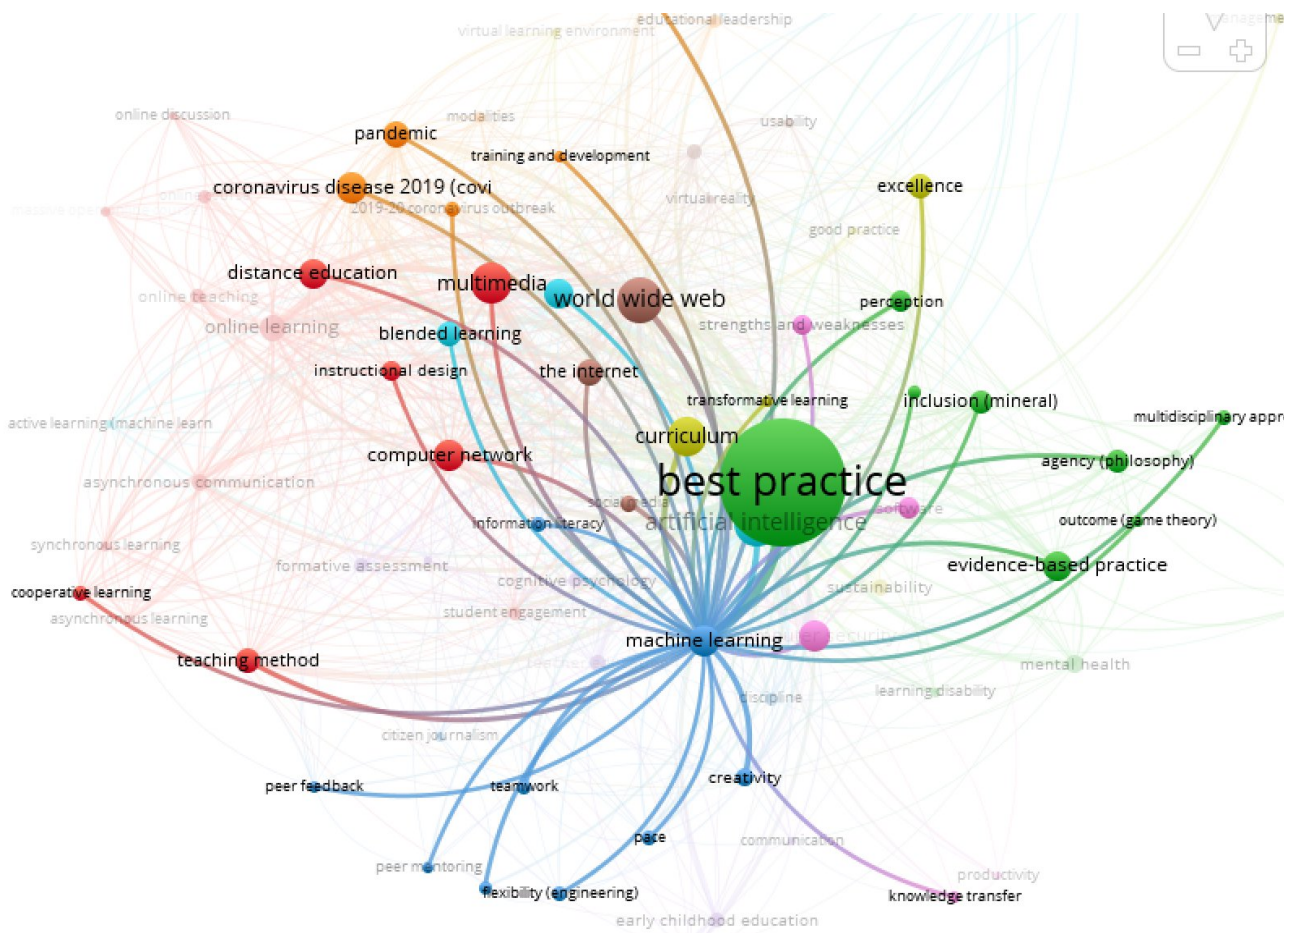 educational leadership
virtual learning environment
online discussion
modalities
usability
pandemic
training and development
excellence
coronavirus disease 2019 (covi
virtual reality
2019-20 coronavirus outbreak
good practice
distance education
multimedia
world wide web
online teaching
perception
online learning
strengths and weaknesses
blended learning
instructional design
the internet
transformative learning
inclusion (mineral)
multidisciplinary appr
active learning (machine learn
curriculum
computer network
agency (philosophy)
best practice
asynchronous communication
social media
software
information literacy
artificial intelligence
outcome (game theory)
synchronous learning
formative assessment
evidence-based practice
cognitive psychology
sustainability
cooperative learning
student engagement
asynchronous learning
machine learning
teaching method
mental health
discipline
learning disability
citizen journalism
creativity
peer feedback
teamwork
pace
communication
peer mentoring
productivity
flexibility (engineering)
knowledge transfer
early childhood education